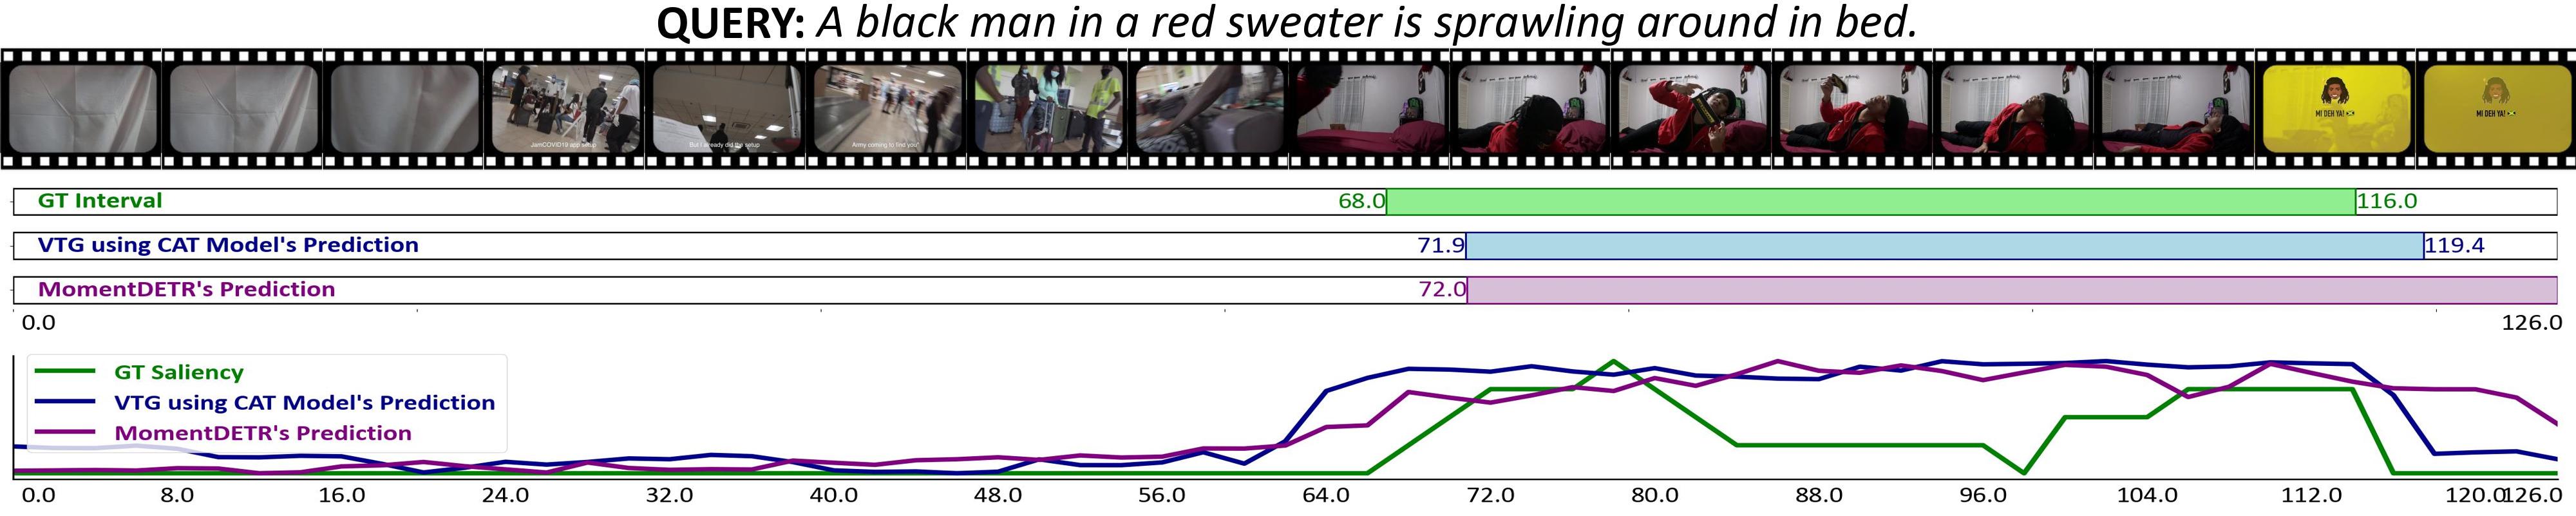 QUERY: A black man in a red sweater is sprawling around in bed.
JamCOVID19 app setup
But I already did the setup
Army coming to find you"
MI DEH YA!
MI DEH YA!
GT Interval 68.0 116.0
VTG using CAT Model's Prediction 71.9 119.4
MomentDETR's Prediction 72.0
0.0 126.0
GT Saliency
VTG using CAT Model's Prediction
MomentDETR's Prediction
0.0 8.0 16.0 24.0 32.0 40.0 48.0 56.0 64.0 72.0 80.0 88.0 96.0 104.0 112.0 120.0 126.0